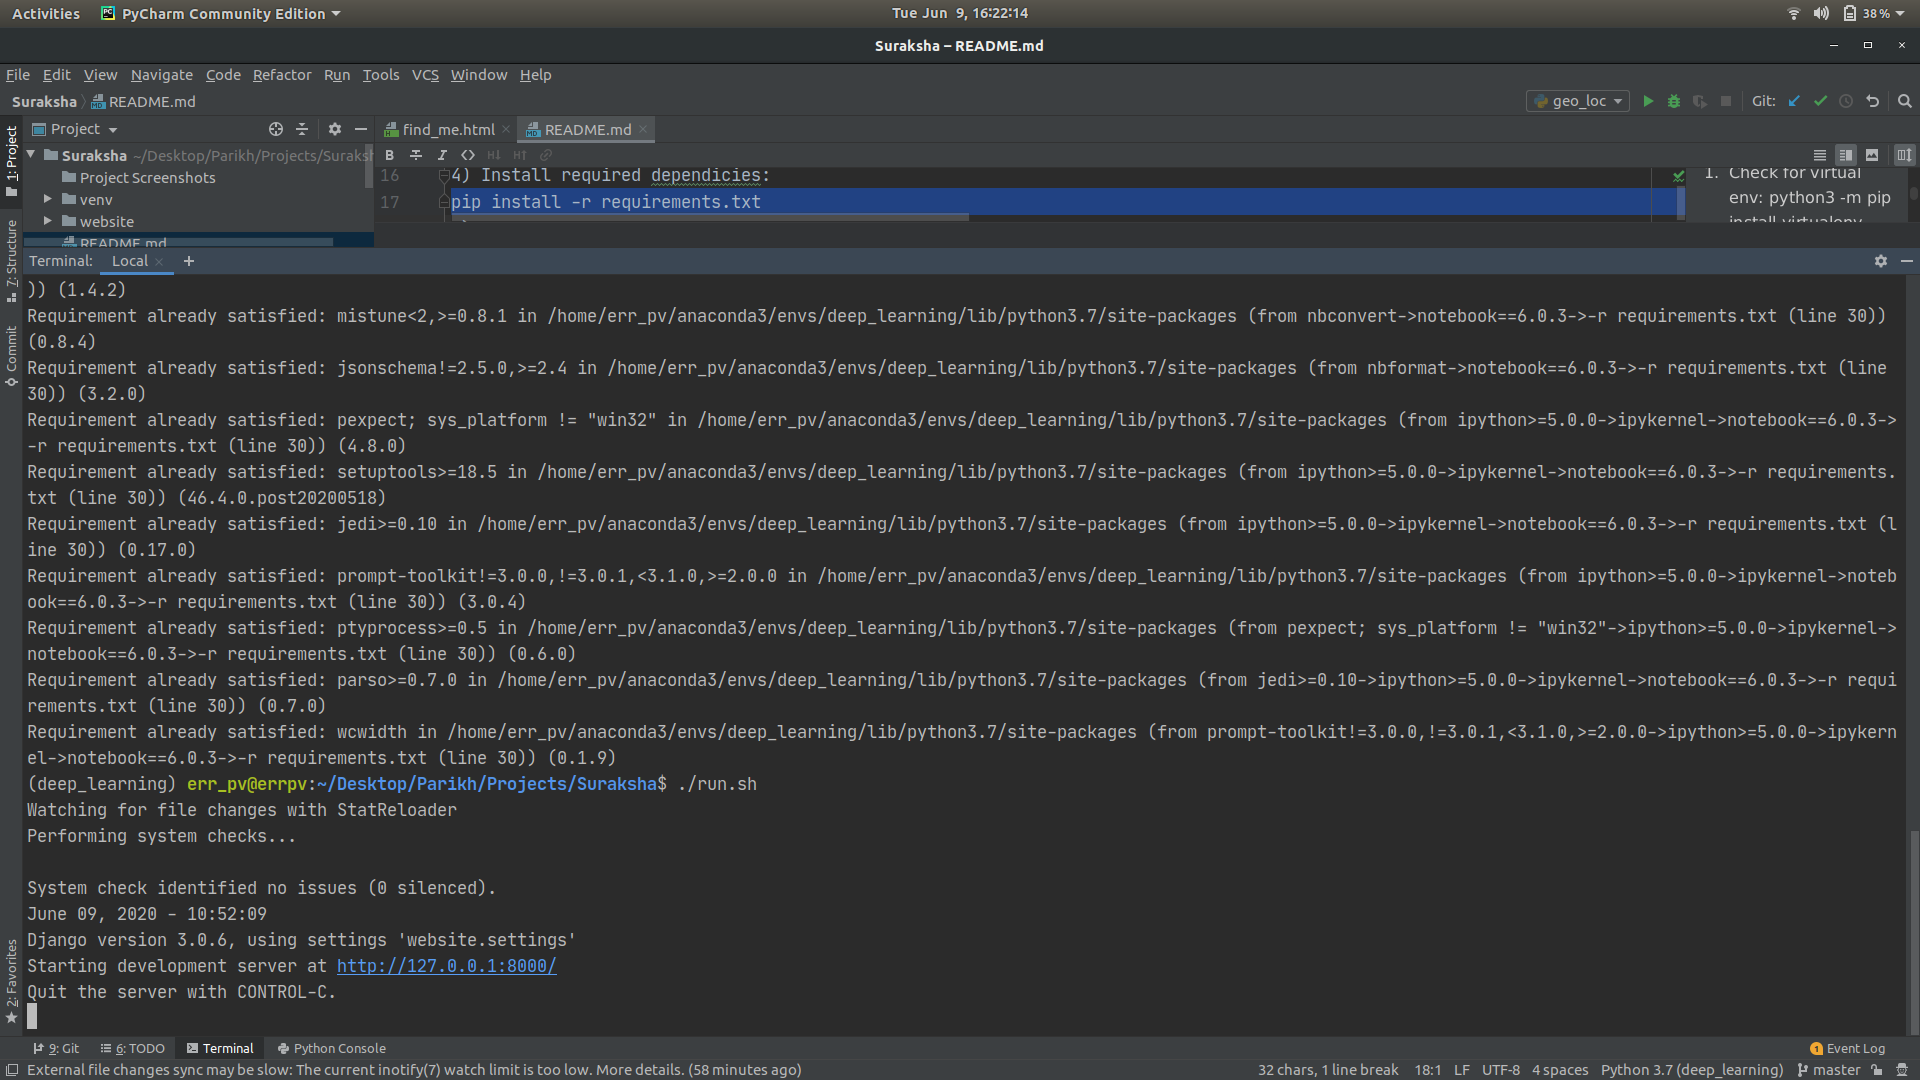 Activities PyCharm Community Edition Tue Jun 9, 16:22:14 38 %
Suraksha – README.md
File Edit View Navigate Code Refactor Run Tools VCS Window Help
Suraksha README.md geo_loc Git:
Project find_me.html README.md
Suraksha ~/Desktop/Parikh/Projects/Suraksh
Project Screenshots
venv
website
README.md
1: Project
7: Structure
Commit
2: Favorites
16 4) Install required dependicies:
17 pip install -r requirements.txt
1. Check for virtual
env: python3 -m pip
install virtualenv
Terminal: Local
)) (1.4.2)
Requirement already satisfied: mistune<2,>=0.8.1 in /home/err_pv/anaconda3/envs/deep_learning/lib/python3.7/site-packages (from nbconvert->notebook==6.0.3->-r requirements.txt (line 30))
(0.8.4)
Requirement already satisfied: jsonschema!=2.5.0,>=2.4 in /home/err_pv/anaconda3/envs/deep_learning/lib/python3.7/site-packages (from nbformat->notebook==6.0.3->-r requirements.txt (line
30)) (3.2.0)
Requirement already satisfied: pexpect; sys_platform != "win32" in /home/err_pv/anaconda3/envs/deep_learning/lib/python3.7/site-packages (from ipython>=5.0.0->ipykernel->notebook==6.0.3->
-r requirements.txt (line 30)) (4.8.0)
Requirement already satisfied: setuptools>=18.5 in /home/err_pv/anaconda3/envs/deep_learning/lib/python3.7/site-packages (from ipython>=5.0.0->ipykernel->notebook==6.0.3->-r requirements.
txt (line 30)) (46.4.0.post20200518)
Requirement already satisfied: jedi>=0.10 in /home/err_pv/anaconda3/envs/deep_learning/lib/python3.7/site-packages (from ipython>=5.0.0->ipykernel->notebook==6.0.3->-r requirements.txt (l
ine 30)) (0.17.0)
Requirement already satisfied: prompt-toolkit!=3.0.0,!=3.0.1,<3.1.0,>=2.0.0 in /home/err_pv/anaconda3/envs/deep_learning/lib/python3.7/site-packages (from ipython>=5.0.0->ipykernel->noteb
ook==6.0.3->-r requirements.txt (line 30)) (3.0.4)
Requirement already satisfied: ptyprocess>=0.5 in /home/err_pv/anaconda3/envs/deep_learning/lib/python3.7/site-packages (from pexpect; sys_platform != "win32"->ipython>=5.0.0->ipykernel->
notebook==6.0.3->-r requirements.txt (line 30)) (0.6.0)
Requirement already satisfied: parso>=0.7.0 in /home/err_pv/anaconda3/envs/deep_learning/lib/python3.7/site-packages (from jedi>=0.10->ipython>=5.0.0->ipykernel->notebook==6.0.3->-r requi
rements.txt (line 30)) (0.7.0)
Requirement already satisfied: wcwidth in /home/err_pv/anaconda3/envs/deep_learning/lib/python3.7/site-packages (from prompt-toolkit!=3.0.0,!=3.0.1,<3.1.0,>=2.0.0->ipython>=5.0.0->ipykern
el->notebook==6.0.3->-r requirements.txt (line 30)) (0.1.9)
(deep_learning) err_pv@errpv:~/Desktop/Parikh/Projects/Suraksha$ ./run.sh
Watching for file changes with StatReloader
Performing system checks...
System check identified no issues (0 silenced).
June 09, 2020 - 10:52:09
Django version 3.0.6, using settings 'website.settings'
Starting development server at http://127.0.0.1:8000/
Quit the server with CONTROL-C.
9: Git 6: TODO Terminal Python Console 1 Event Log
External file changes sync may be slow: The current inotify(7) watch limit is too low. More details. (58 minutes ago) 32 chars, 1 line break 18:1 LF UTF-8 4 spaces Python 3.7 (deep_learning) master